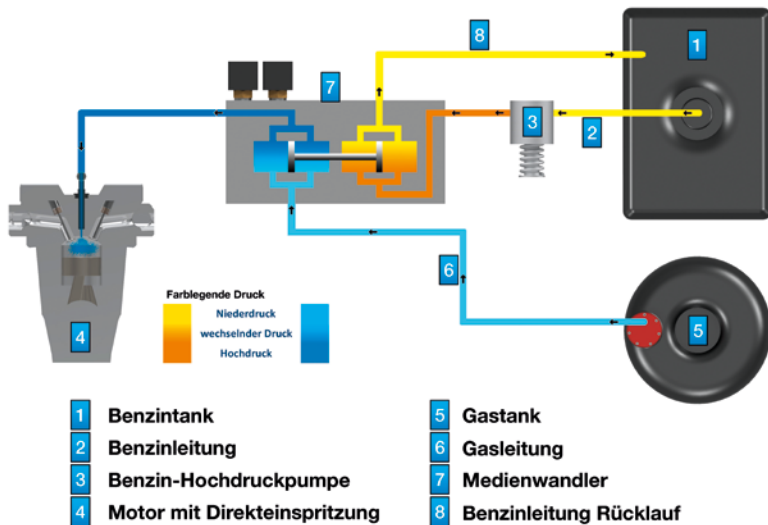 8
1
7
3
2
6
5
4
Farblegende Druck
Niederdruck
wechselnder Druck
Hochdruck
1 Benzintank
2 Benzinleitung
3 Benzin-Hochdruckpumpe
4 Motor mit Direkteinspritzung
5 Gastank
6 Gasleitung
7 Medienwandler
8 Benzinleitung Rücklauf